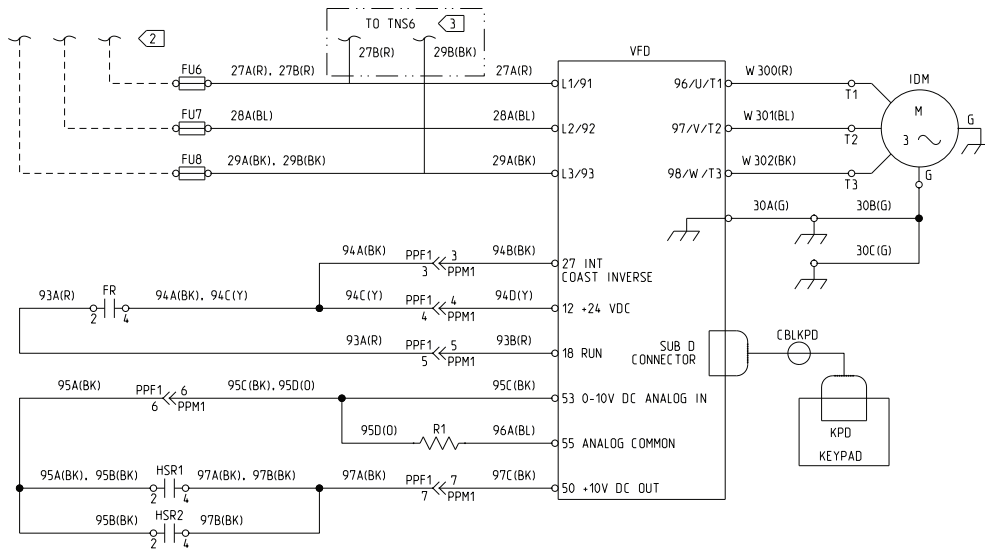 TO TNS6 3
2
27B(R) 29B(BK)
VFD
FU6 27A(R), 27B(R) 27A(R) L1/91 96/U/T1 W300(R) T1 IDM
FU7 28A(BL) 28A(BL) L2/92 97/V/T2 W301(BL) T2 M 3 G
FU8 29A(BK), 29B(BK) 29A(BK) L3/93 98/W/T3 W302(BK) T3 G
30A(G) 30B(G)
30C(G)
94A(BK) PPF1 3 3 PPM1 94B(BK) 27 INT
COAST INVERSE
93A(R) FR 2 4 94A(BK), 94C(Y) 94C(Y) PPF1 4 4 PPM1 94D(Y) 12 +24 VDC
93A(R) PPF1 5 5 PPM1 93B(R) 18 RUN
SUB D
CONNECTOR
CBLKPD
KPD
KEYPAD
95A(BK) PPF1 6 6 PPM1 95C(BK), 95D(O) 95C(BK) 53 0-10V DC ANALOG IN
95D(O) R1 96A(BL) 55 ANALOG COMMON
95A(BK), 95B(BK) HSR1 2 4 97A(BK), 97B(BK) 97A(BK) PPF1 7 7 PPM1 97C(BK) 50 +10V DC OUT
95B(BK) HSR2 2 4 97B(BK)